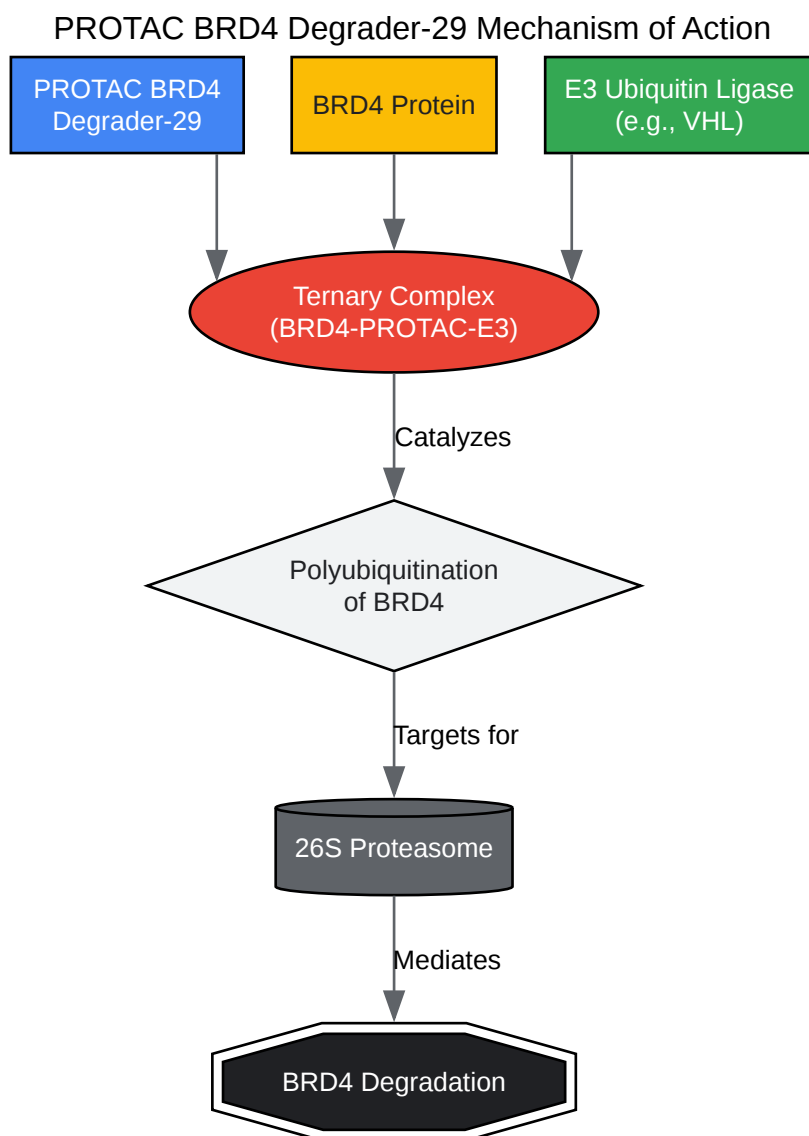 PROTAC BRD4 Degrader-29 Mechanism of Action
PROTAC BRD4
Degrader-29
BRD4 Protein
E3 Ubiquitin Ligase
(e.g., VHL)
Ternary Complex
(BRD4-PROTAC-E3)
Catalyzes
Polyubiquitination
of BRD4
Targets for
26S Proteasome
Mediates
BRD4 Degradation